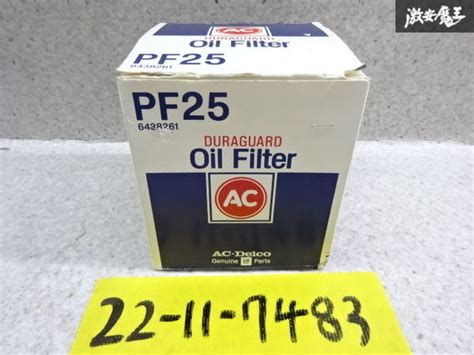 激安魔王
Oil Filter
PF25
6438261
PF25
6438261
DURAGUARD
Oil Filter
AC
AC-Delco
Genuine GM Parts
22-11-7483